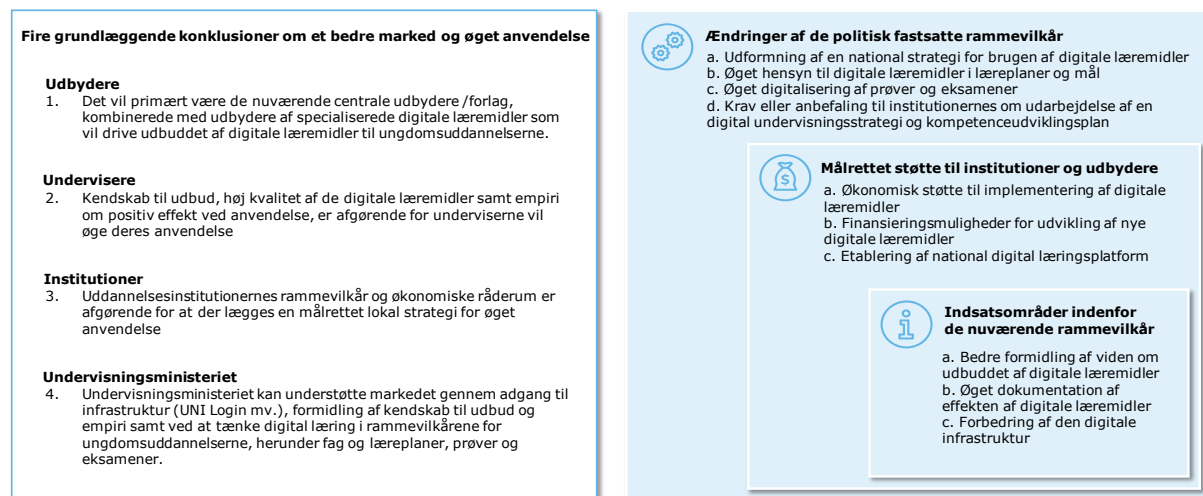 Fire grundlæggende konklusioner om et bedre marked og øget anvendelse
Udbydere
1. Det vil primært være de nuværende centrale udbydere /forlag,
kombinerede med udbydere af specialiserede digitale læremidler som
vil drive udbuddet af digitale læremidler til ungdomsuddannelserne.
Undervisere
2. Kendskab til udbud, høj kvalitet af de digitale læremidler samt empiri
om positiv effekt ved anvendelse, er afgørende for underviserne vil
øge deres anvendelse
Institutioner
3. Uddannelsesinstitutionernes rammevilkår og økonomiske råderum er
afgørende for at der lægges en målrettet lokal strategi for øget
anvendelse
Undervisningsministeriet
4. Undervisningsministeriet kan understøtte markedet gennem adgang til
infrastruktur (UNI Login mv.), formidling af kendskab til udbud og
empiri samt ved at tænke digital læring i rammevilkårene for
ungdomsuddannelserne, herunder fag og læreplaner, prøver og
eksamener.
Ændringer af de politisk fastsatte rammevilkår
a. Udformning af en national strategi for brugen af digitale læremidler
b. Øget hensyn til digitale læremidler i læreplaner og mål
c. Øget digitalisering af prøver og eksamener
d. Krav eller anbefaling til institutionernes om udarbejdelse af en
digital undervisningsstrategi og kompetenceudviklingsplan
Målrettet støtte til institutioner og udbydere
a. Økonomisk støtte til implementering af digitale
læremidler
b. Finansieringsmuligheder for udvikling af nye
digitale læremidler
c. Etablering af national digital læringsplatform
Indsatsområder indenfor
de nuværende rammevilkår
a. Bedre formidling af viden om
udbuddet af digitale læremidler
b. Øget dokumentation af
effekten af digitale læremidler
c. Forbedring af den digitale
infrastruktur